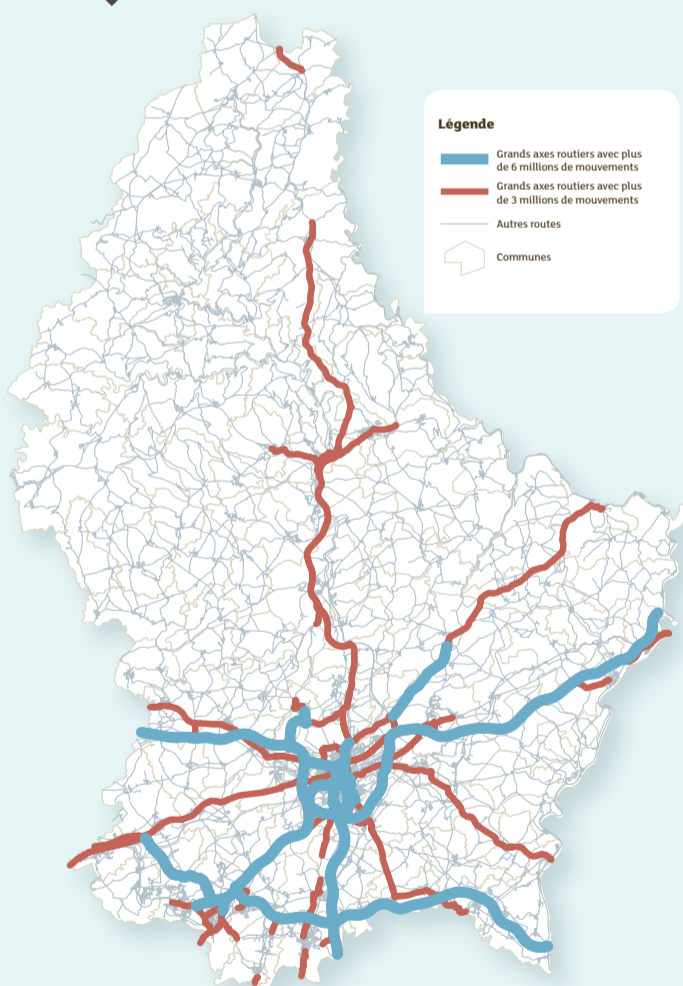 Légende
Grands axes routiers avec plus
de 6 millions de mouvements
Grands axes routiers avec plus
de 3 millions de mouvements
Autres routes
Communes